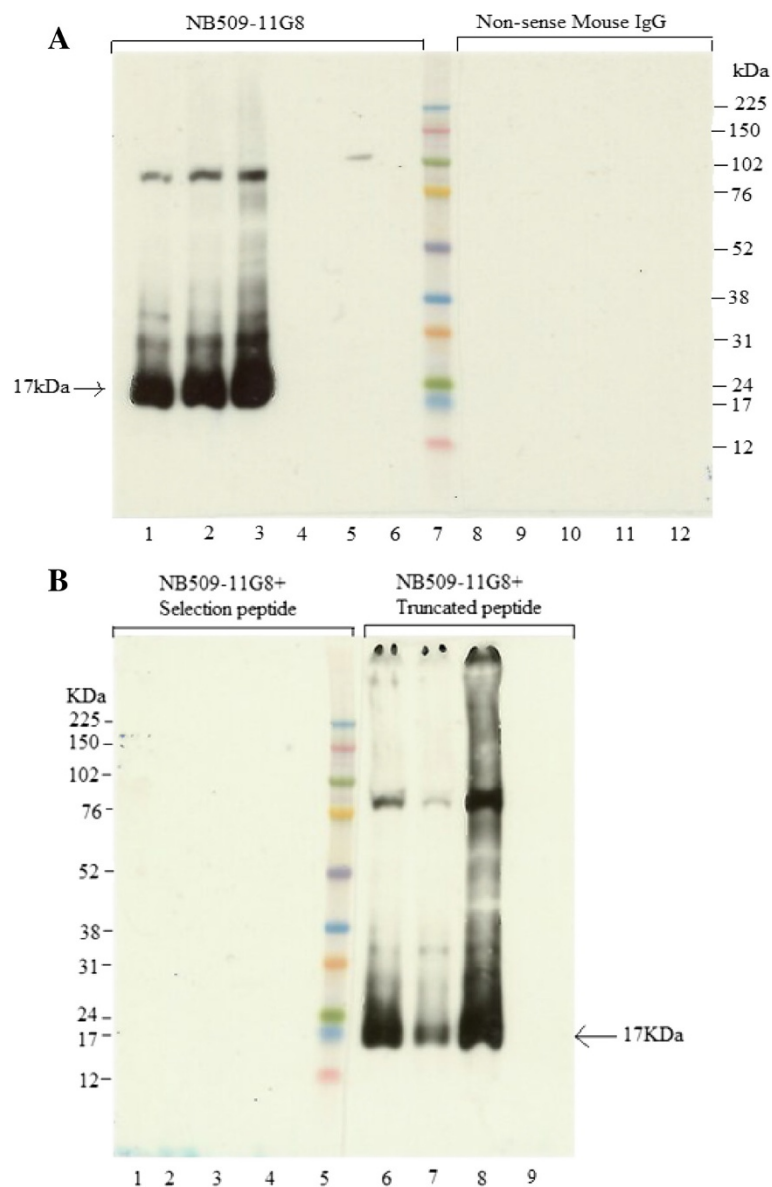 A
NB509-11G8
Non-sense Mouse IgG
kDa
225
150
102
76
52
38
31
24
17
12
17kDa
1 2 3 4 5 6 7 8 9 10 11 12
B
NB509-11G8+
Selection peptide
NB509-11G8+
Truncated peptide
KDa
225
150
102
76
52
38
31
24
17
12
17KDa
1 2 3 4 5 6 7 8 9